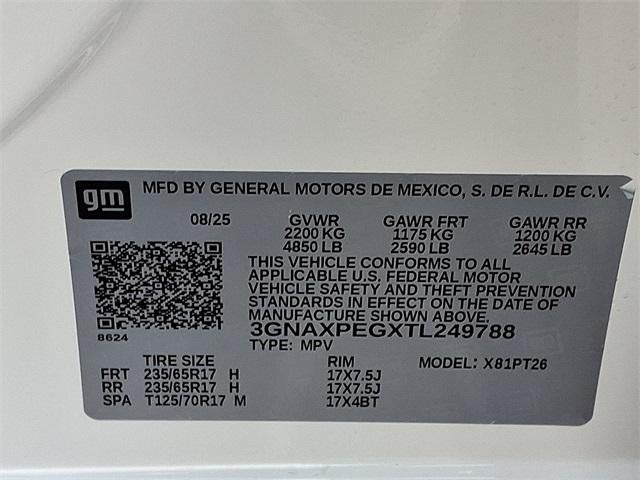 gm MFD BY GENERAL MOTORS DE MEXICO, S. DE R.L. DE C.V.
08/25 GVWR GAWR FRT GAWR RR
2200 KG 1175 KG 1200 KG
4850 LB 2590 LB 2645 LB
THIS VEHICLE CONFORMS TO ALL
APPLICABLE U.S. FEDERAL MOTOR
VEHICLE SAFETY AND THEFT PREVENTION
STANDARDS IN EFFECT ON THE DATE OF
MANUFACTURE SHOWN ABOVE.
3GNAXPEGXTL249788
8624
TYPE: MPV
TIRE SIZE RIM MODEL: X81PT26
FRT 235/65R17 H 17X7.5J
RR 235/65R17 H 17X7.5J
SPA T125/70R17 M 17X4BT